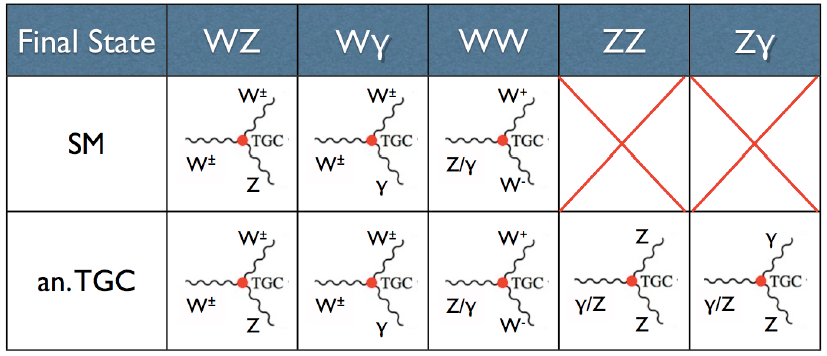 Final State WZ Wγ WW ZZ Zγ
SM
W± TGC W± Z
W± TGC W± γ
W+ TGC Z/γ W-
an.TGC
W± TGC W± Z
W± TGC W± γ
W+ TGC Z/γ W-
Z TGC γ/Z Z
γ TGC γ/Z Z